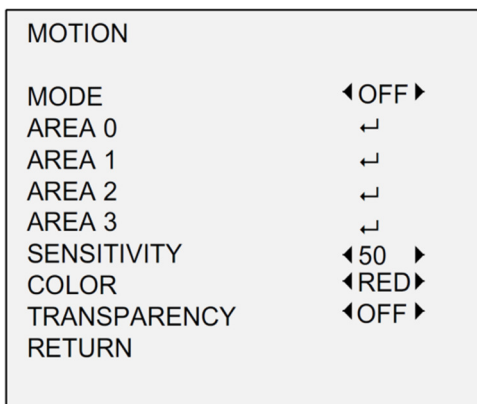 MOTION
MODE ◀OFF▶
AREA 0 ↵
AREA 1 ↵
AREA 2 ↵
AREA 3 ↵
SENSITIVITY ◀50 ▶
COLOR ◀RED▶
TRANSPARENCY ◀OFF▶
RETURN